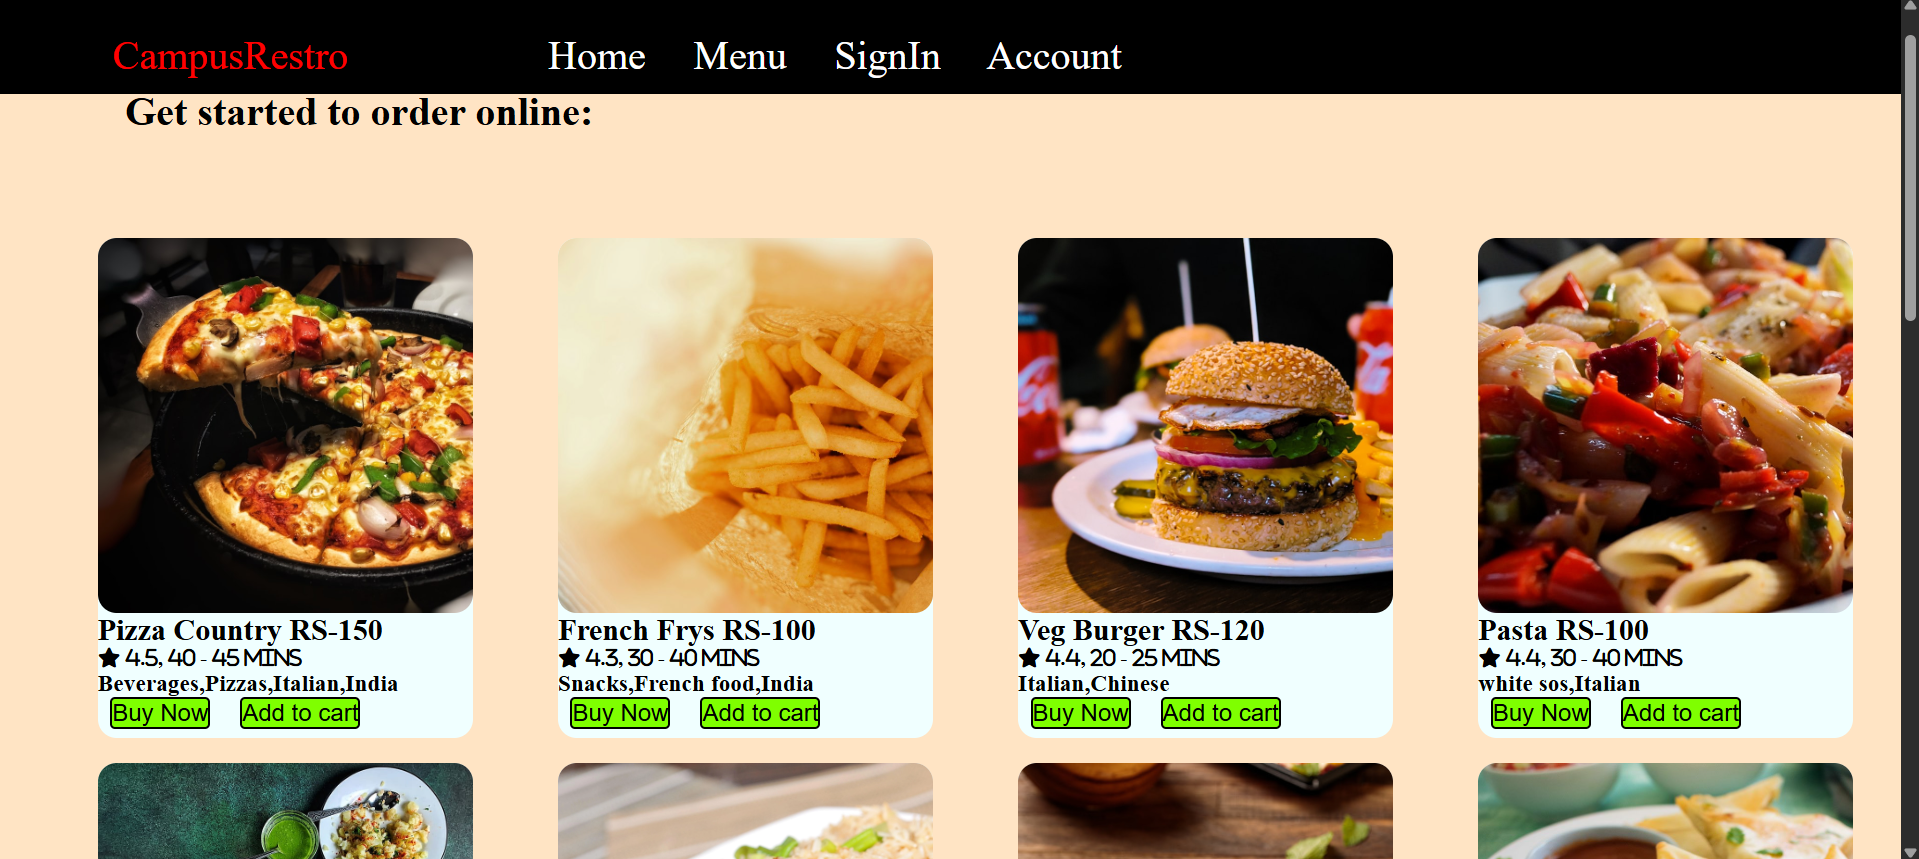 CampusRestro Home Menu SignIn Account
Get started to order online:
Pizza Country RS-150
4.5, 40 - 45 MINS
Beverages,Pizzas,Italian,India
Buy Now Add to cart
French Frys RS-100
4.3, 30 - 40 MINS
Snacks,French food,India
Buy Now Add to cart
Veg Burger RS-120
4.4, 20 - 25 MINS
Italian,Chinese
Buy Now Add to cart
Pasta RS-100
4.4, 30 - 40 MINS
white sos,Italian
Buy Now Add to cart